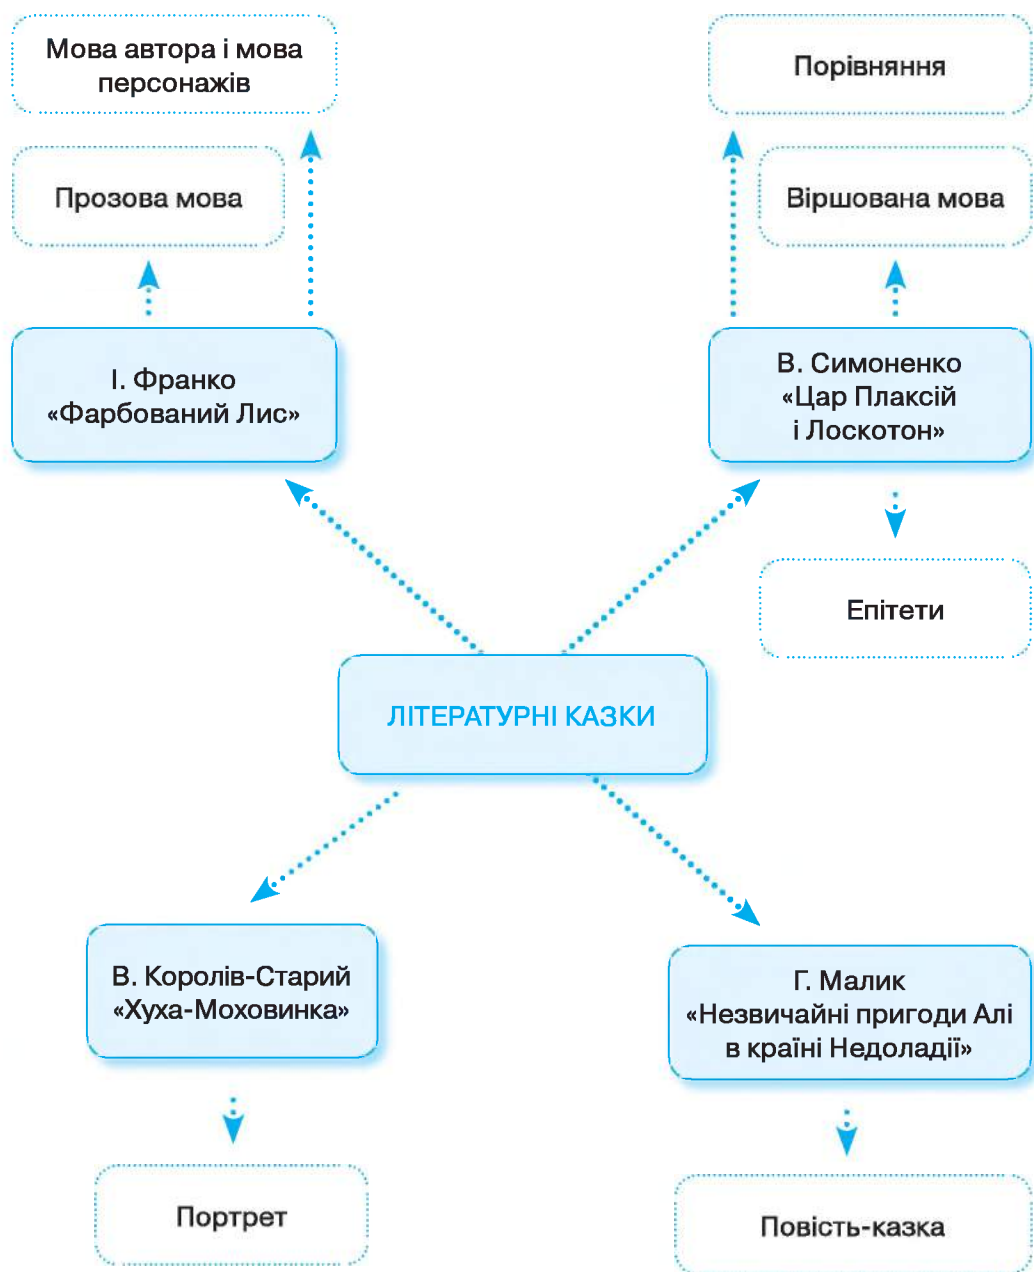 Мова автора і мова
персонажів
Порівняння
Прозова мова
Віршована мова
І. Франко
«Фарбований Лис»
В. Симоненко
«Цар Плаксій
і Лоскотон»
Епітети
ЛІТЕРАТУРНІ КАЗКИ
В. Королів-Старий
«Хуха-Моховинка»
Г. Малик
«Незвичайні пригоди Алі
в країні Недоладії»
Портрет
Повість-казка